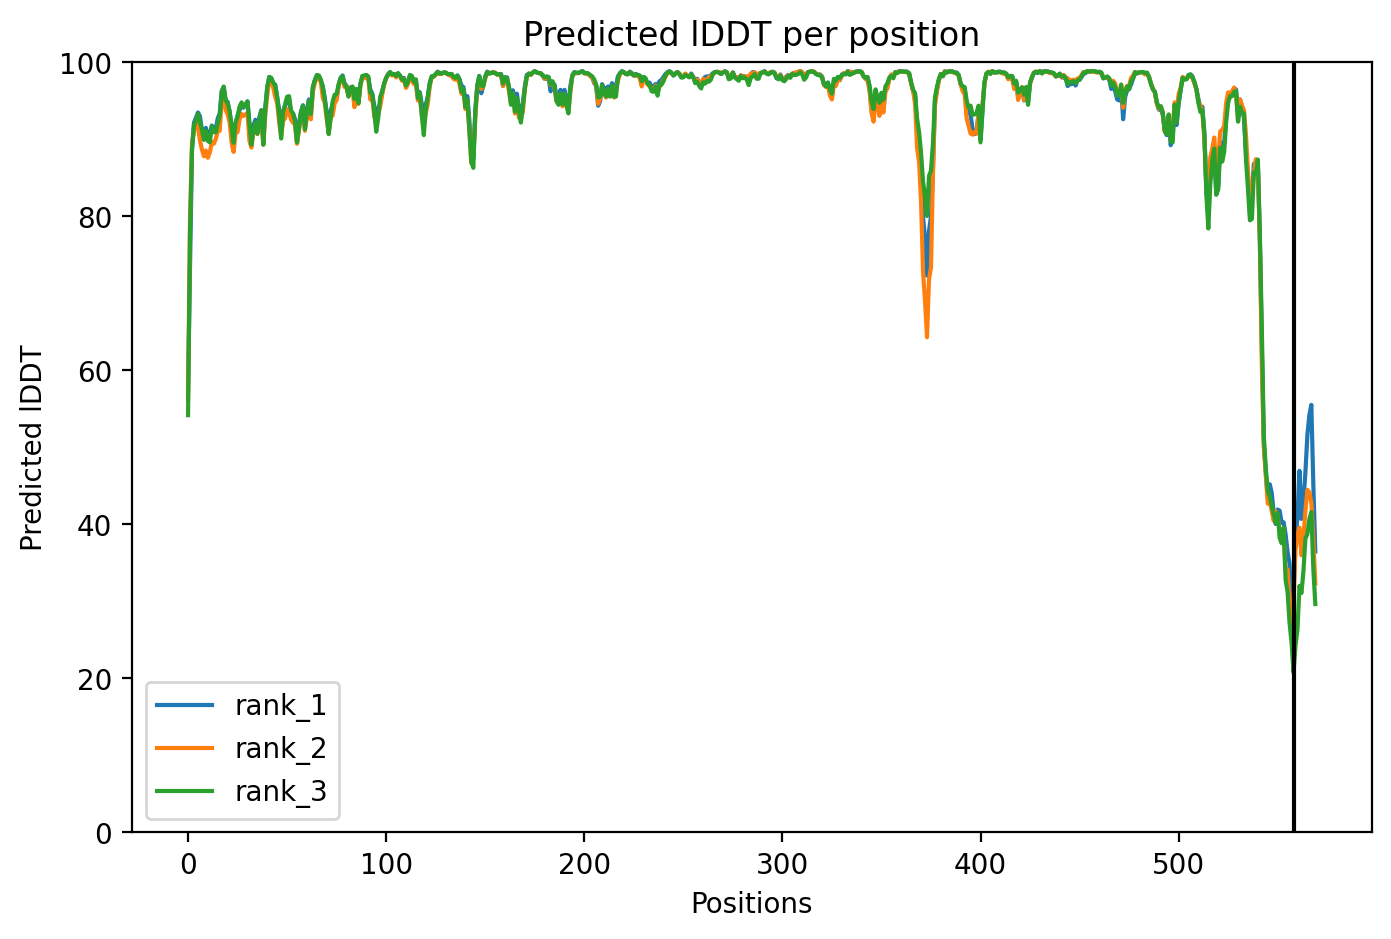 Predicted lDDT per position
100
80
60
40
20
0
Predicted lDDT
rank_1
rank_2
rank_3
0 100 200 300 400 500
Positions